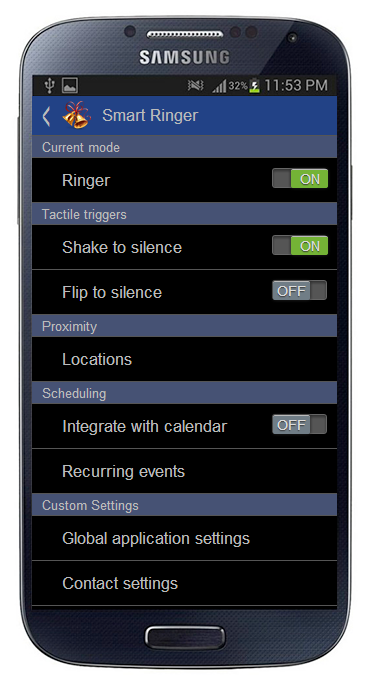 SAMSUNG
32% 11:53 PM
Smart Ringer
Current mode
Ringer ON
Tactile triggers
Shake to silence ON
Flip to silence OFF
Proximity
Locations
Scheduling
Integrate with calendar OFF
Recurring events
Custom Settings
Global application settings
Contact settings